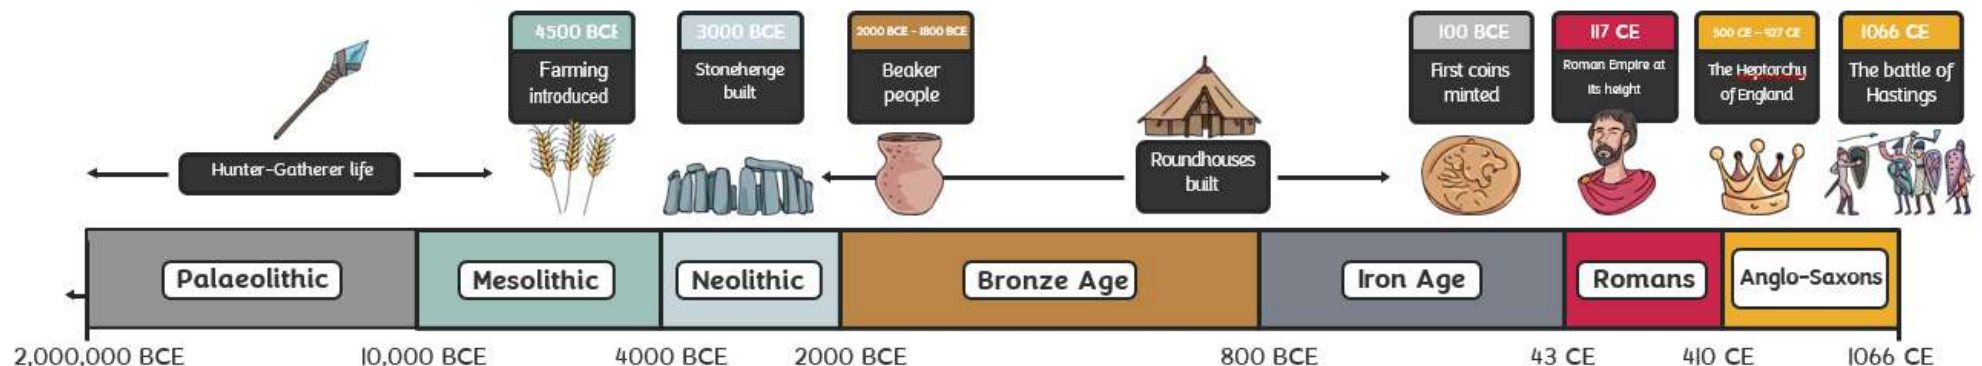 4500 BCE
Farming
introduced
3000 BCE
Stonehenge
built
2000 BCE - 1800 BCE
Beaker
people
100 BCE
First coins
minted
117 CE
Roman Empire at
its height
500 CE - 927 CE
The Heptarchy
of England
1066 CE
The battle of
Hastings
Hunter-Gatherer life
Roundhouses
built
Palaeolithic
Mesolithic
Neolithic
Bronze Age
Iron Age
Romans
Anglo-Saxons
2,000,000 BCE
10,000 BCE
4000 BCE
2000 BCE
800 BCE
43 CE
410 CE
1066 CE